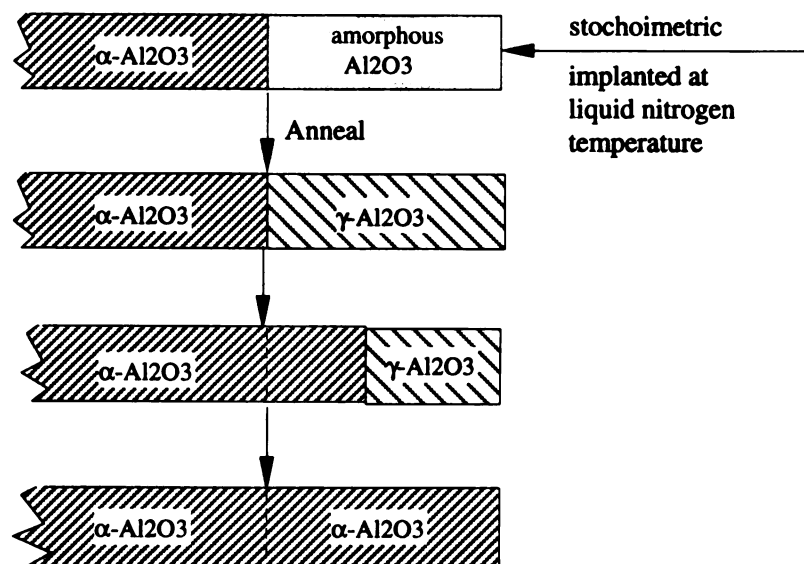 α-Al2O3
amorphous
Al2O3
stochoimetric
implanted at
liquid nitrogen
temperature
Anneal
α-Al2O3
γ-Al2O3
α-Al2O3
γ-Al2O3
α-Al2O3
α-Al2O3